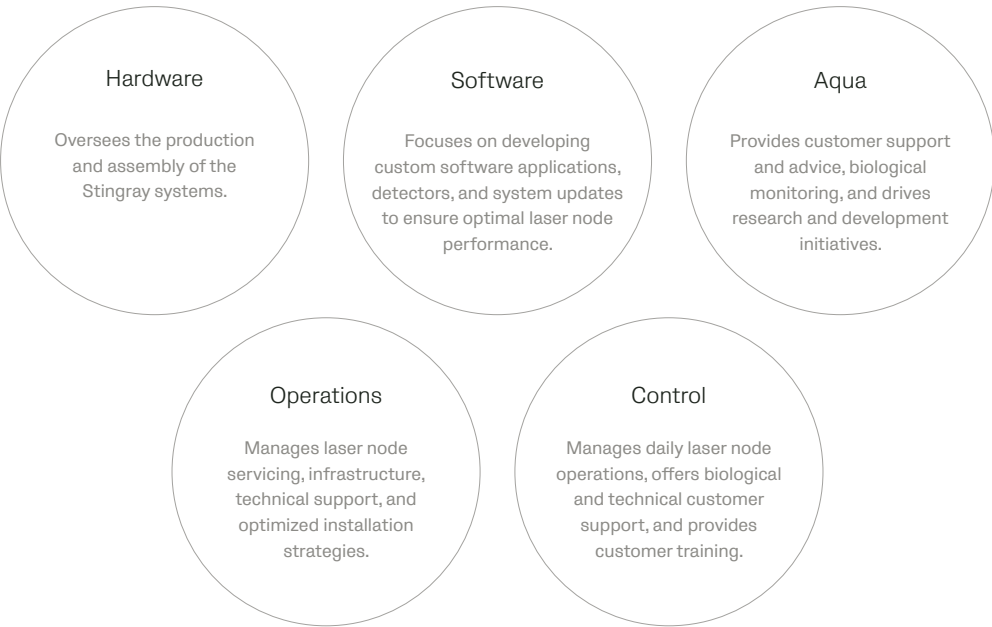 Hardware
Oversees the production
and assembly of the
Stingray systems.
Software
Focuses on developing
custom software applications,
detectors, and system updates
to ensure optimal laser node
performance.
Aqua
Provides customer support
and advice, biological
monitoring, and drives
research and development
initiatives.
Operations
Manages laser node
servicing, infrastructure,
technical support, and
optimized installation
strategies.
Control
Manages daily laser node
operations, offers biological
and technical customer
support, and provides
customer training.